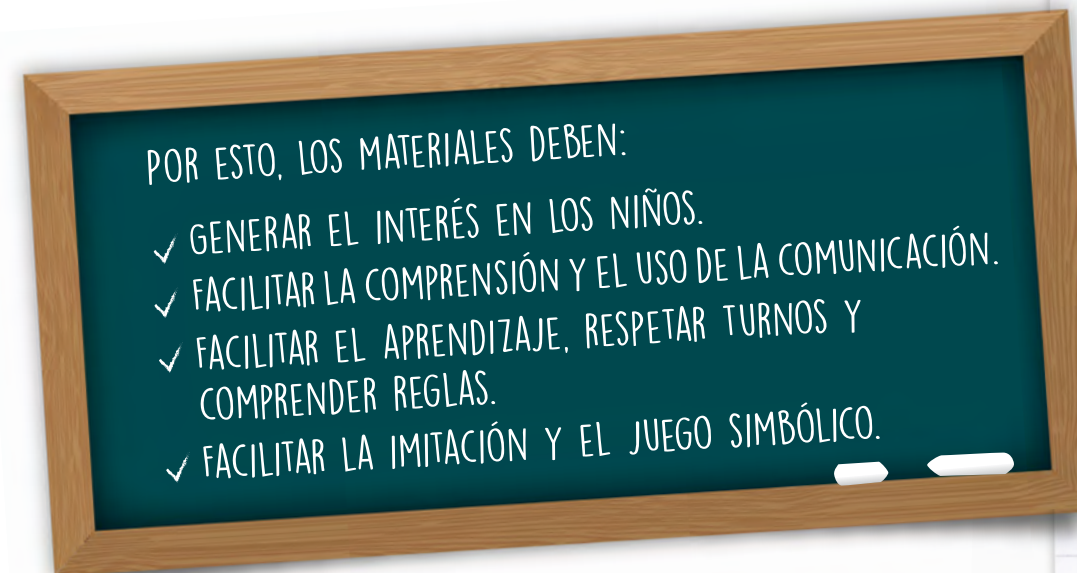 POR ESTO, LOS MATERIALES DEBEN:
GENERAR EL INTERÉS EN LOS NIÑOS.
FACILITAR LA COMPRENSIÓN Y EL USO DE LA COMUNICACIÓN.
FACILITAR EL APRENDIZAJE, RESPETAR TURNOS Y
COMPRENDER REGLAS.
FACILITAR LA IMITACIÓN Y EL JUEGO SIMBÓLICO.